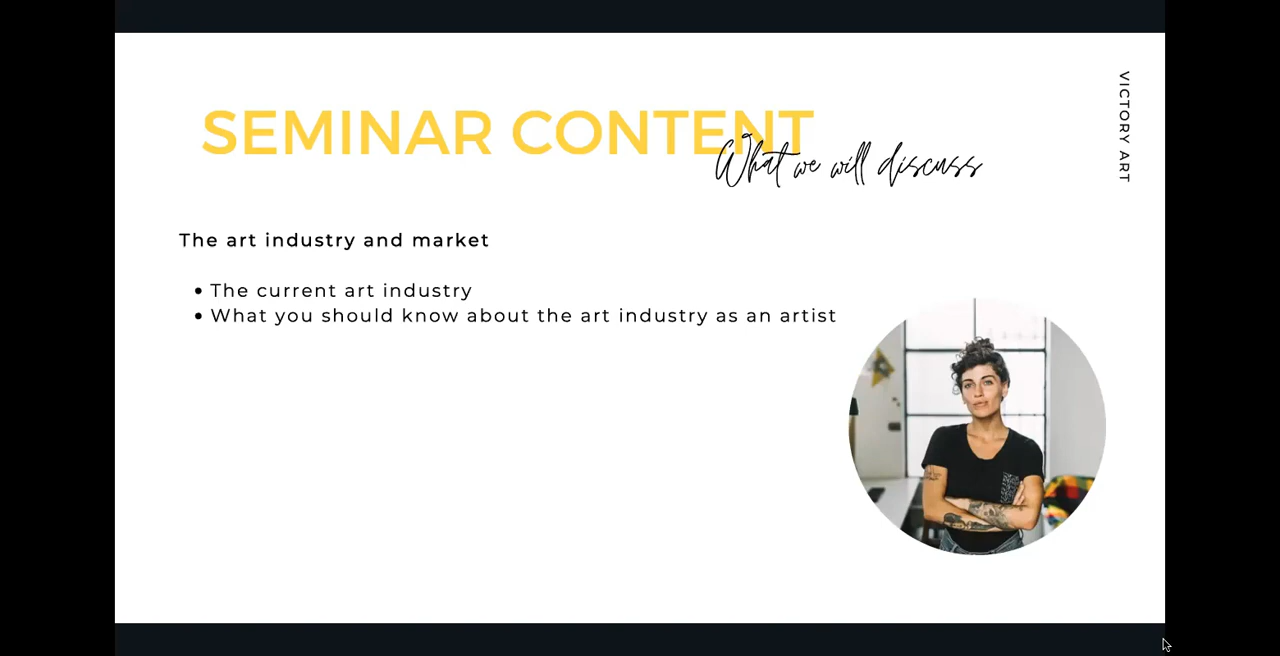 SEMINAR CONTENT
What we will discuss
VICTORY ART
The art industry and market
• The current art industry
• What you should know about the art industry as an artist